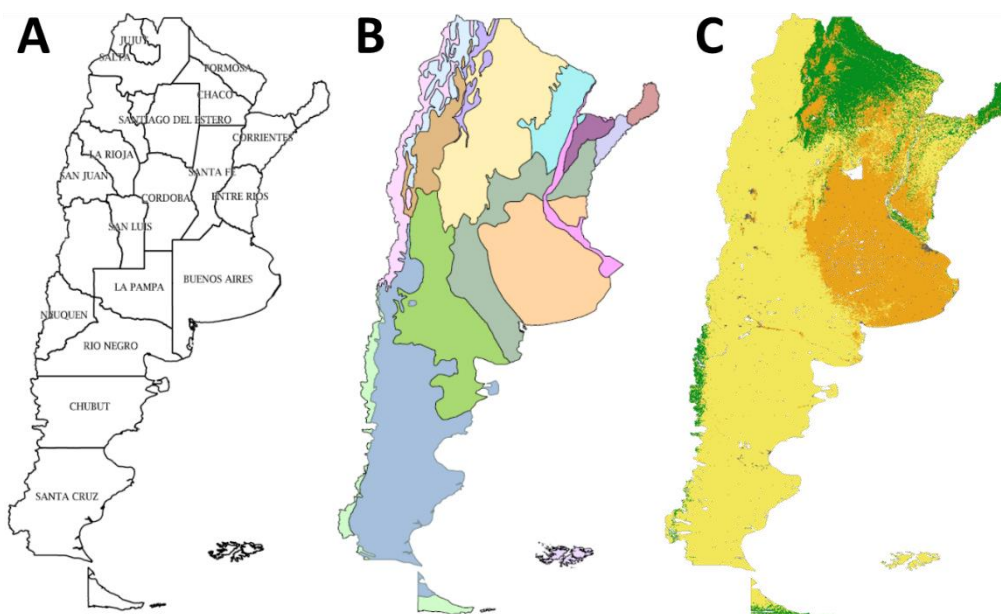 A
B
C
JUJUY
SALTA
FORMOSA
CHACO
SANTIAGO DEL ESTERO
CORRIENTES
LA RIOJA
SANTA FE
SAN JUAN
CORDOBA
ENTRE RIOS
SAN LUIS
BUENOS AIRES
LA PAMPA
NEUQUEN
RIO NEGRO
CHUBUT
SANTA CRUZ